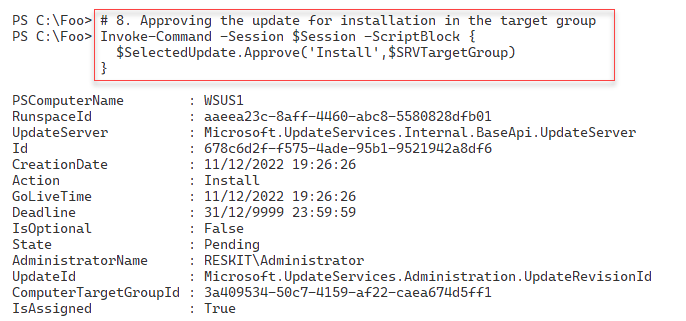 PS C:\Foo> # 8. Approving the update for installation in the target group
PS C:\Foo> Invoke-Command -Session $Session -ScriptBlock {
  $SelectedUpdate.Approve('Install',$SRVTargetGroup)
}
PSComputerName        : WSUS1
RunspaceId            : aaeea23c-8aff-4460-abc8-5580828dfb01
UpdateServer          : Microsoft.UpdateServices.Internal.BaseApi.UpdateServer
Id                    : 678c6d2f-f575-4ade-95b1-9521942a8df6
CreationDate          : 11/12/2022 19:26:26
Action                : Install
GoLiveTime            : 11/12/2022 19:26:26
Deadline              : 31/12/9999 23:59:59
IsOptional            : False
State                 : Pending
AdministratorName     : RESKIT\Administrator
UpdateId              : Microsoft.UpdateServices.Administration.UpdateRevisionId
ComputerTargetGroupId : 3a409534-50c7-4159-af22-caea674d5ff1
IsAssigned            : True